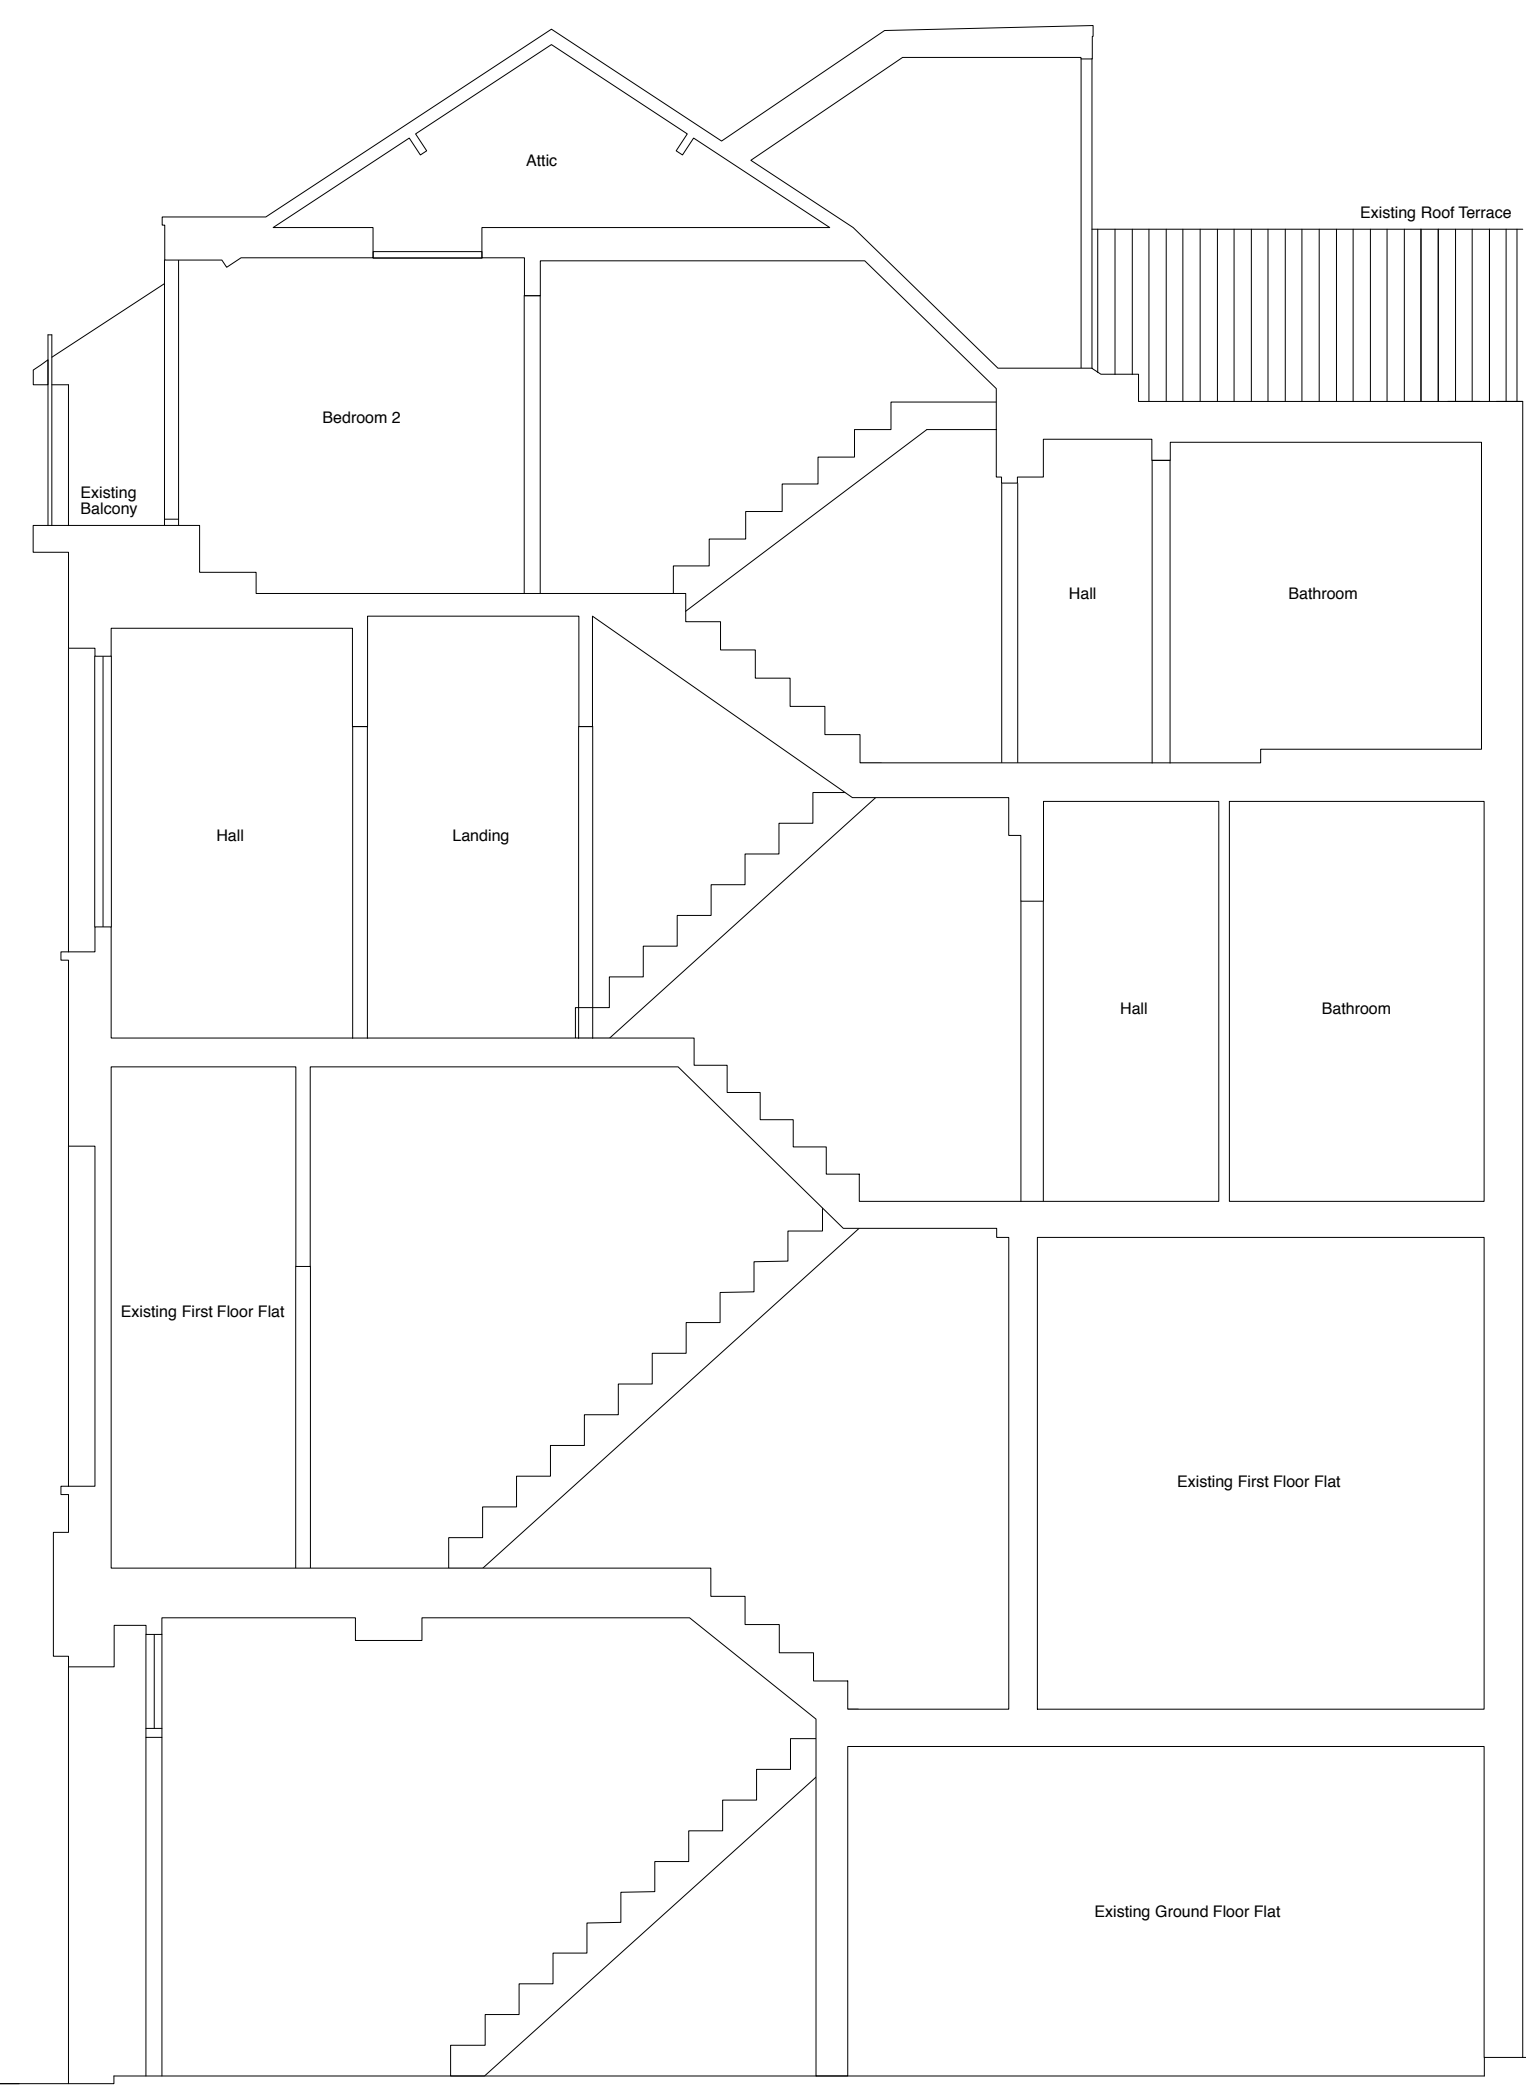 Attic
Existing Roof Terrace
Bedroom 2
Existing
Balcony
Hall
Bathroom
Hall
Landing
Hall
Bathroom
Existing First Floor Flat
Existing First Floor Flat
Existing Ground Floor Flat